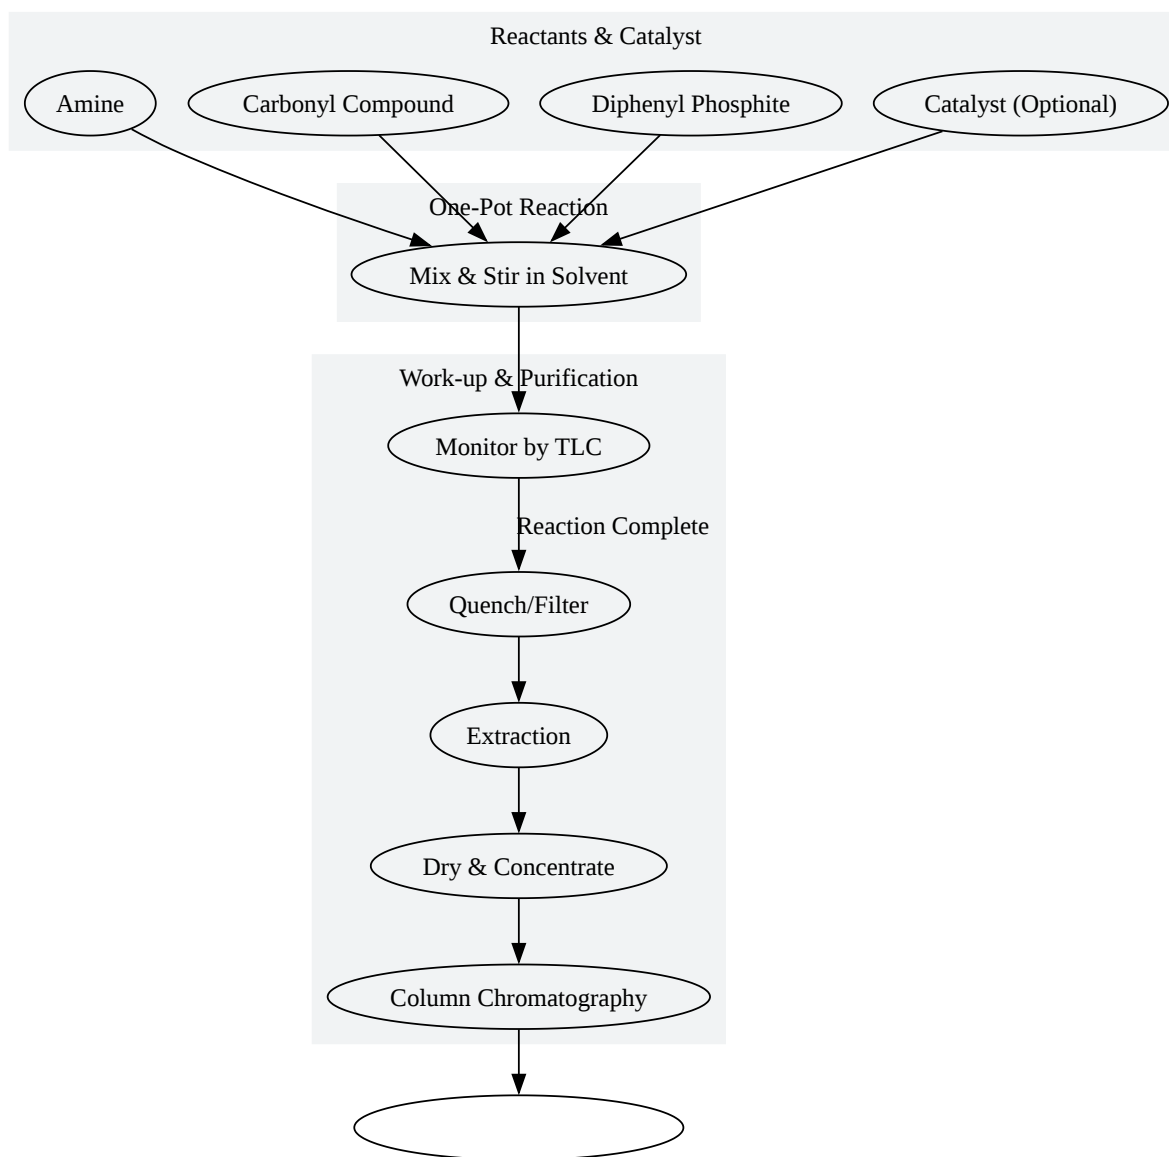 Reactants & Catalyst
Amine
Carbonyl Compound
Diphenyl Phosphite
Catalyst (Optional)
One-Pot Reaction
Mix & Stir in Solvent
Work-up & Purification
Monitor by TLC
Reaction Complete
Quench/Filter
Extraction
Dry & Concentrate
Column Chromatography